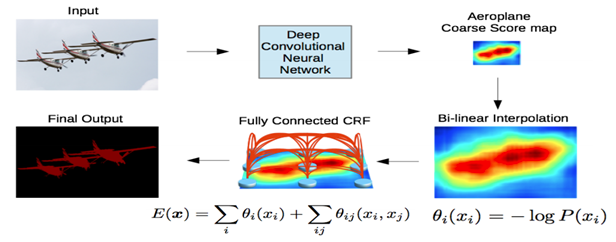 Input
Deep
Convolutional
Neural
Network
Aeroplane
Coarse Score map
Final Output
Fully Connected CRF
Bi-linear Interpolation
E(x) = ∑_i θ_i(x_i) + ∑_ij θ_ij(x_i, x_j)
θ_i(x_i) = − log P(x_i)